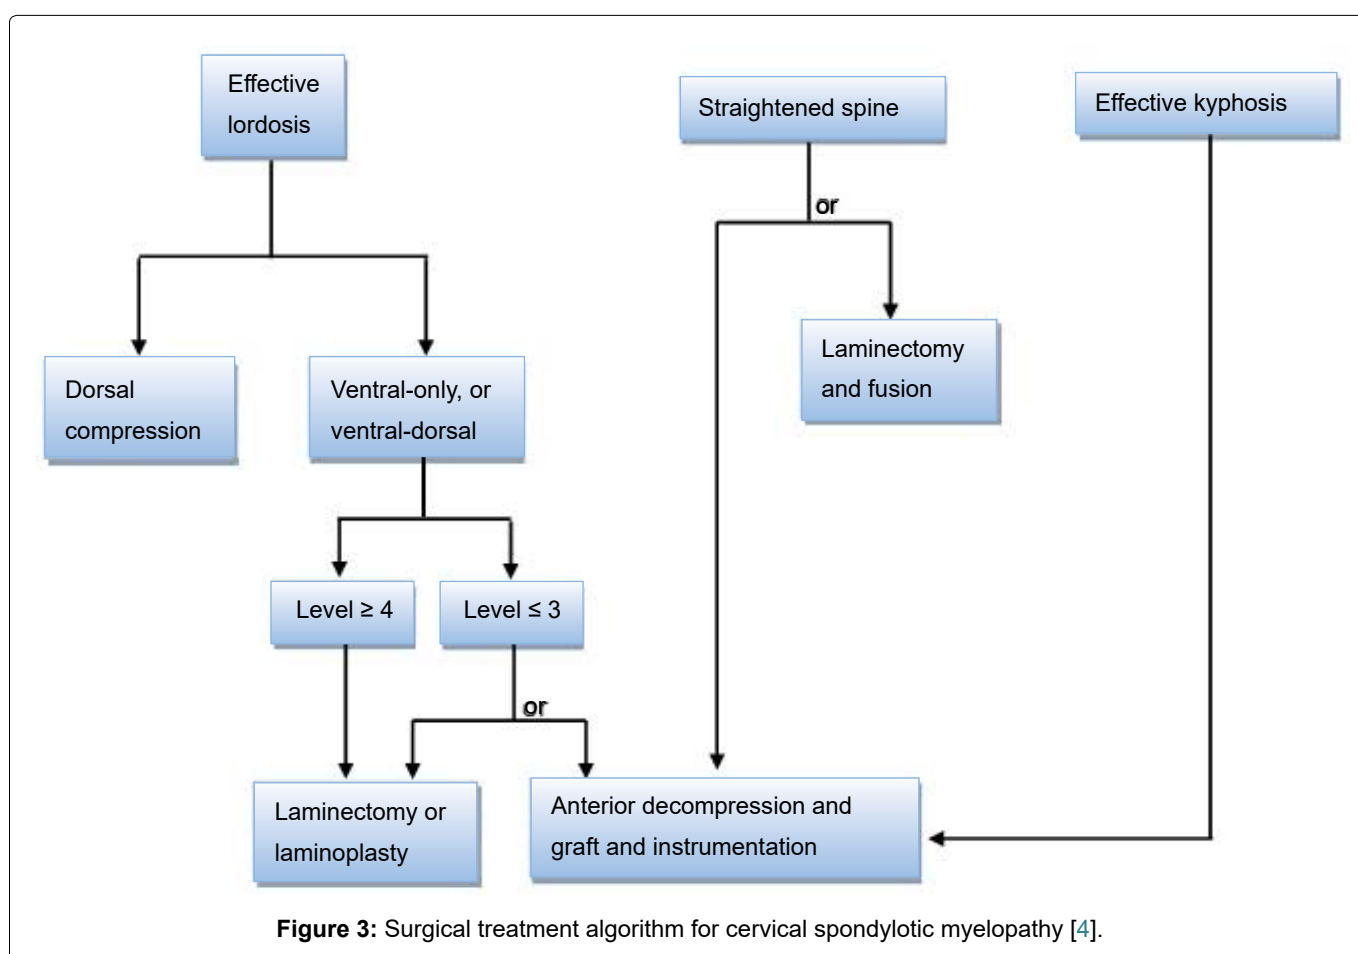 Effective
lordosis
Straightened spine
Effective kyphosis
or
Laminectomy
and fusion
Dorsal
compression
Ventral-only, or
ventral-dorsal
Level ≥ 4
Level ≤ 3
or
Laminectomy or
laminoplasty
Anterior decompression and
graft and instrumentation
Figure 3: Surgical treatment algorithm for cervical spondylotic myelopathy [4].